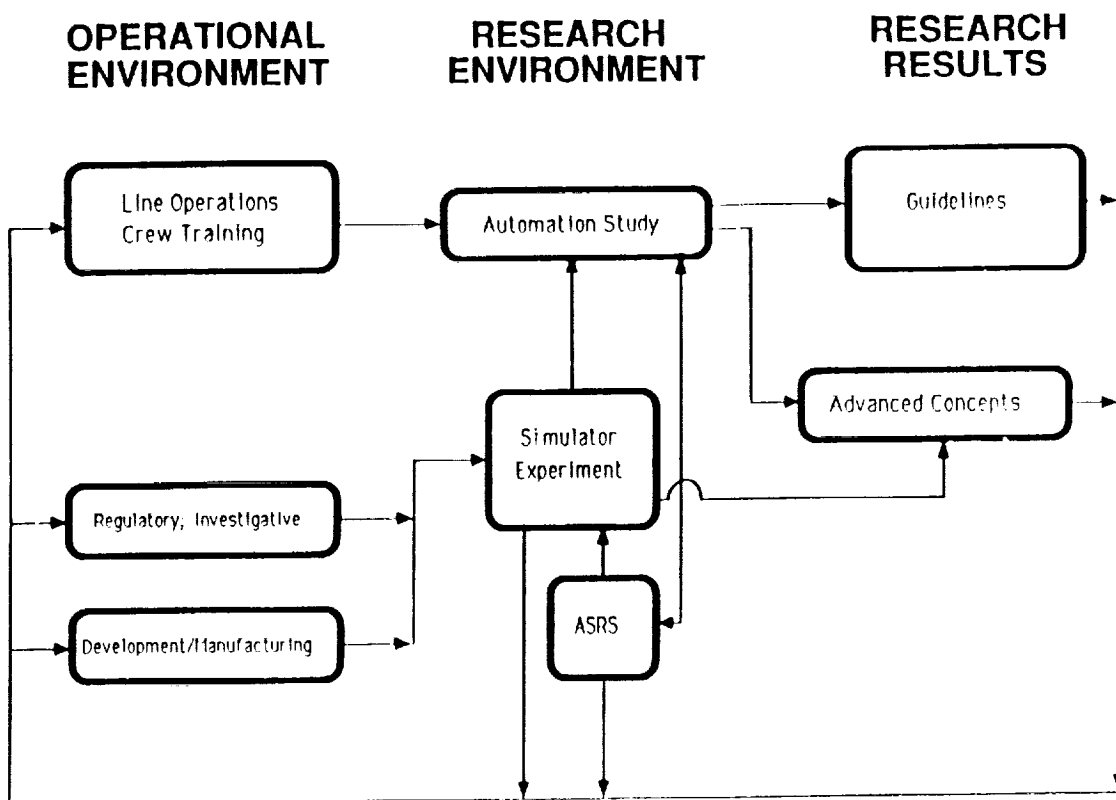 OPERATIONAL
ENVIRONMENT
RESEARCH
ENVIRONMENT
RESEARCH
RESULTS
Line Operations
Crew Training
Automation Study
Guidelines
Simulator
Experiment
Advanced Concepts
Regulatory, Investigative
Development/Manufacturing
ASRS